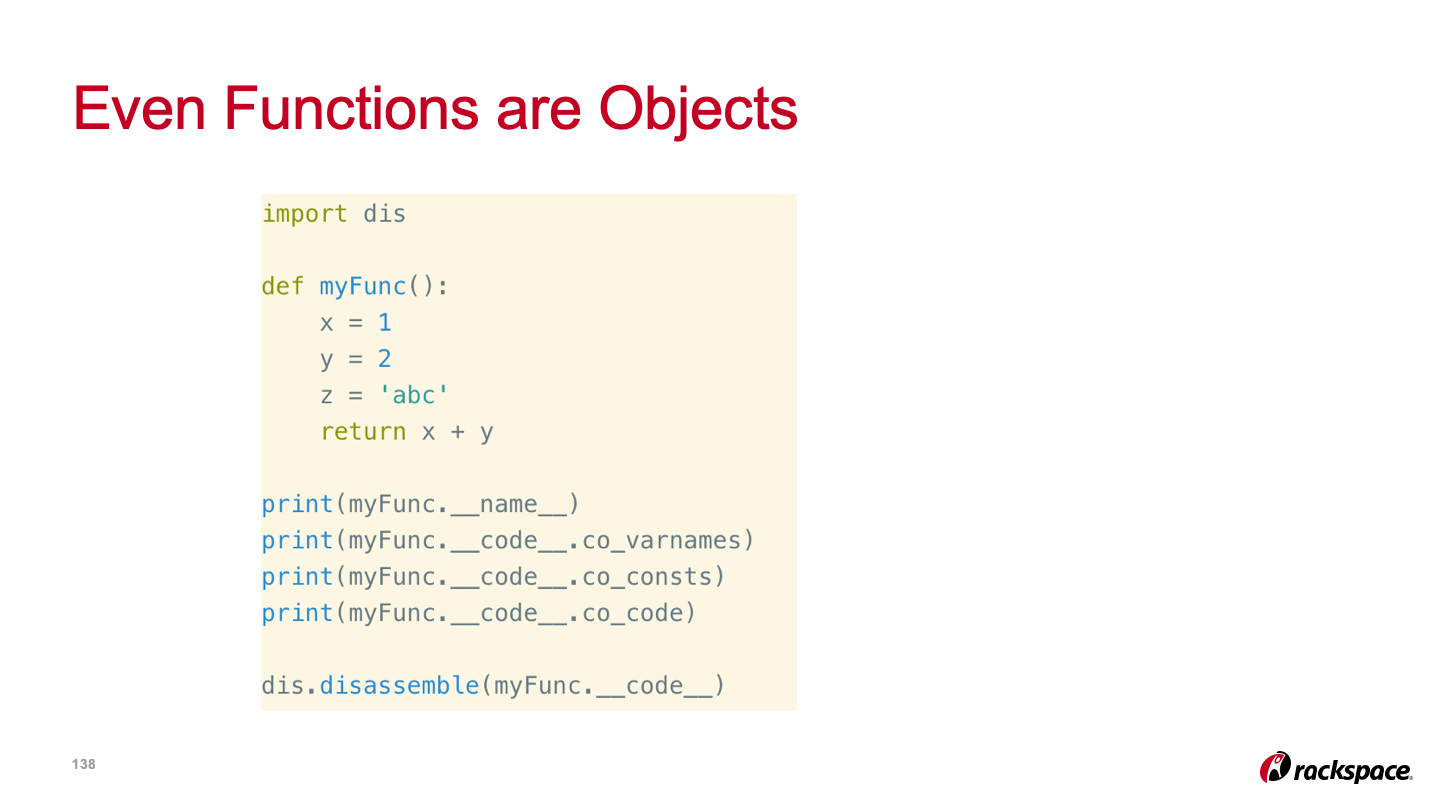 Even Functions are Objects
import dis
def myFunc():
    x = 1
    y = 2
    z = 'abc'
    return x + y
print(myFunc.__name__)
print(myFunc.__code__.co_varnames)
print(myFunc.__code__.co_consts)
print(myFunc.__code__.co_code)
dis.disassemble(myFunc.__code__)
138
rackspace.